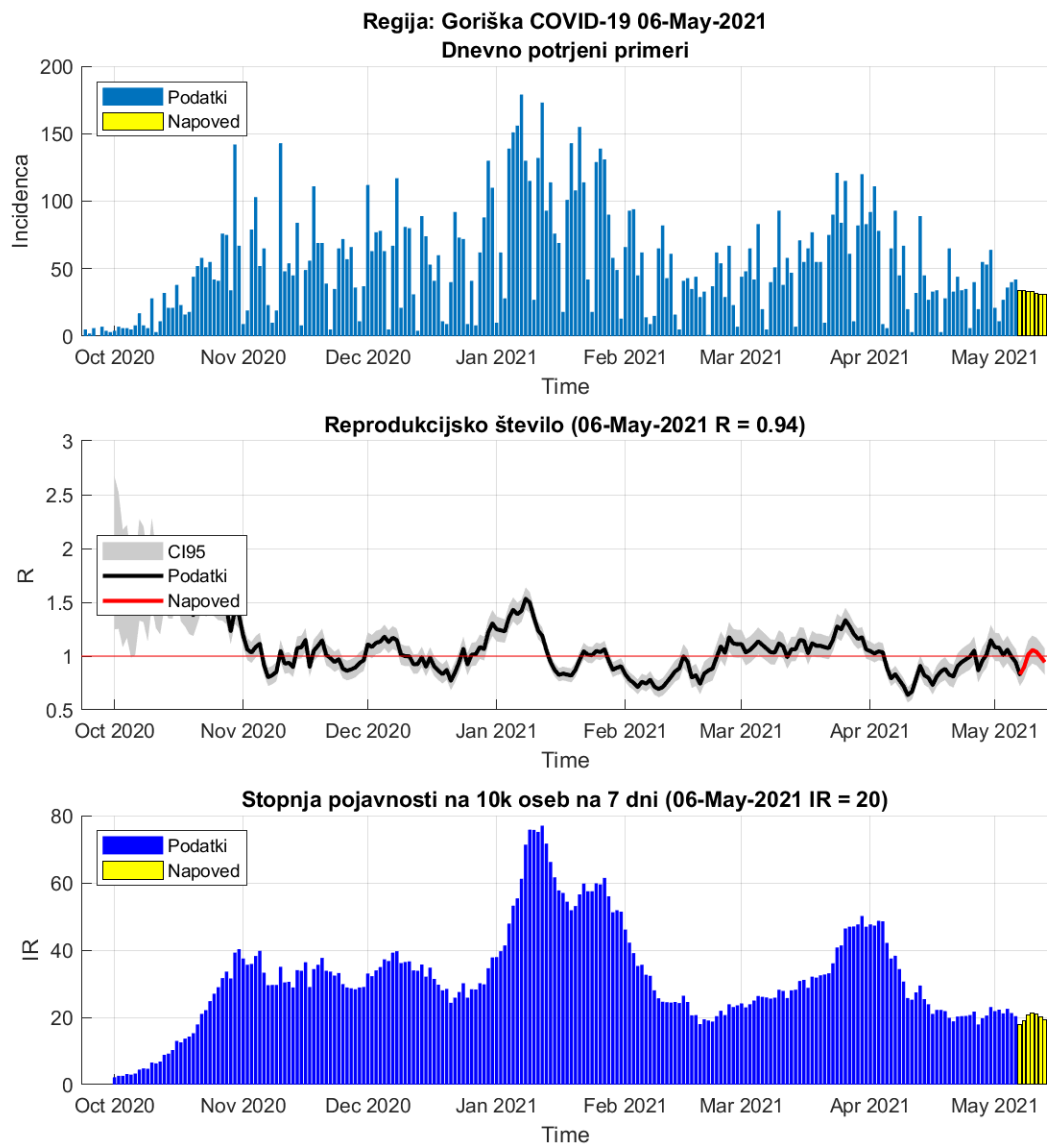 Regija: Goriška COVID-19 06-May-2021
Dnevno potrjeni primeri
200
150
100
50
0
Incidenca
Podatki
Napoved
Oct 2020 Nov 2020 Dec 2020 Jan 2021 Feb 2021 Mar 2021 Apr 2021 May 2021
Time
Reprodukcijsko število (06-May-2021 R = 0.94)
3
2.5
2
1.5
1
0.5
R
CI95
Podatki
Napoved
Oct 2020 Nov 2020 Dec 2020 Jan 2021 Feb 2021 Mar 2021 Apr 2021 May 2021
Time
Stopnja pojavnosti na 10k oseb na 7 dni (06-May-2021 IR = 20)
80
60
40
20
0
IR
Podatki
Napoved
Oct 2020 Nov 2020 Dec 2020 Jan 2021 Feb 2021 Mar 2021 Apr 2021 May 2021
Time